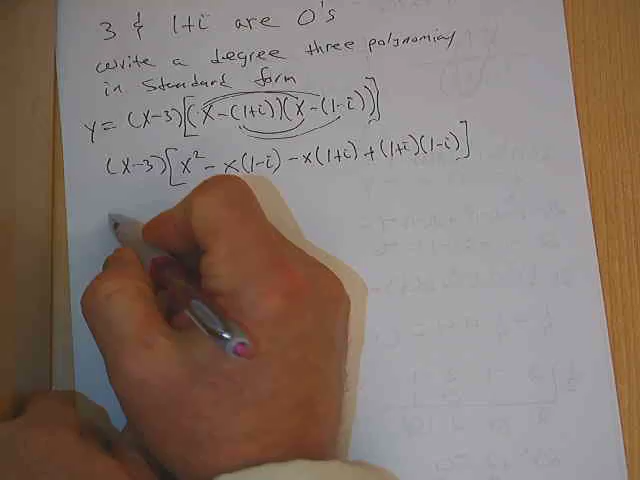 3 & 1+i are 0's
write a degree three polynomial
in standard form
y = (x-3)[(x-(1+i))(x-(1-i))]
(x-3)[x² - x(1-i) - x(1+i) + (1+i)(1-i)]